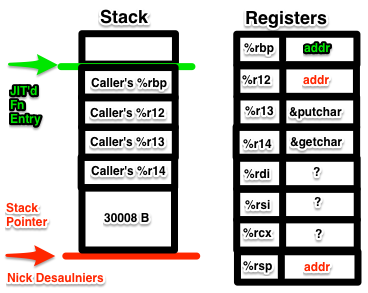 Stack
Registers
JIT'd
Fn
Entry
Caller's %rbp
Caller's %r12
Caller's %r13
Caller's %r14
30008 B
Stack
Pointer
Nick Desaulniers
%rbp addr
%r12 addr
%r13 &putchar
%r14 &getchar
%rdi ?
%rsi ?
%rcx ?
%rsp addr